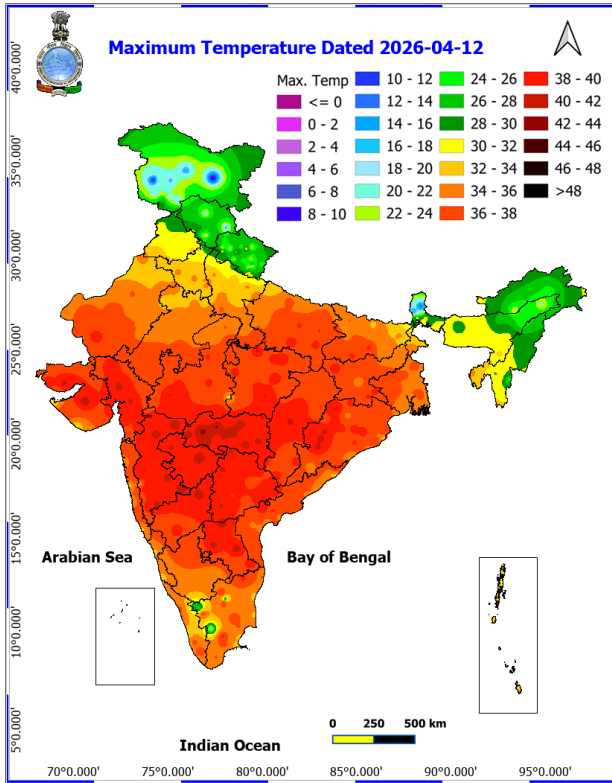 Maximum Temperature Dated 2026-04-12
Max. Temp
<= 0
0 - 2
2 - 4
4 - 6
6 - 8
8 - 10
10 - 12
12 - 14
14 - 16
16 - 18
18 - 20
20 - 22
22 - 24
24 - 26
26 - 28
28 - 30
30 - 32
32 - 34
34 - 36
36 - 38
38 - 40
40 - 42
42 - 44
44 - 46
46 - 48
>48
40°0.000'
35°0.000'
30°0.000'
25°0.000'
20°0.000'
15°0.000'
10°0.000'
5°0.000'
Arabian Sea
Bay of Bengal
0 250 500 km
Indian Ocean
70°0.000' 75°0.000' 80°0.000' 85°0.000' 90°0.000' 95°0.000'